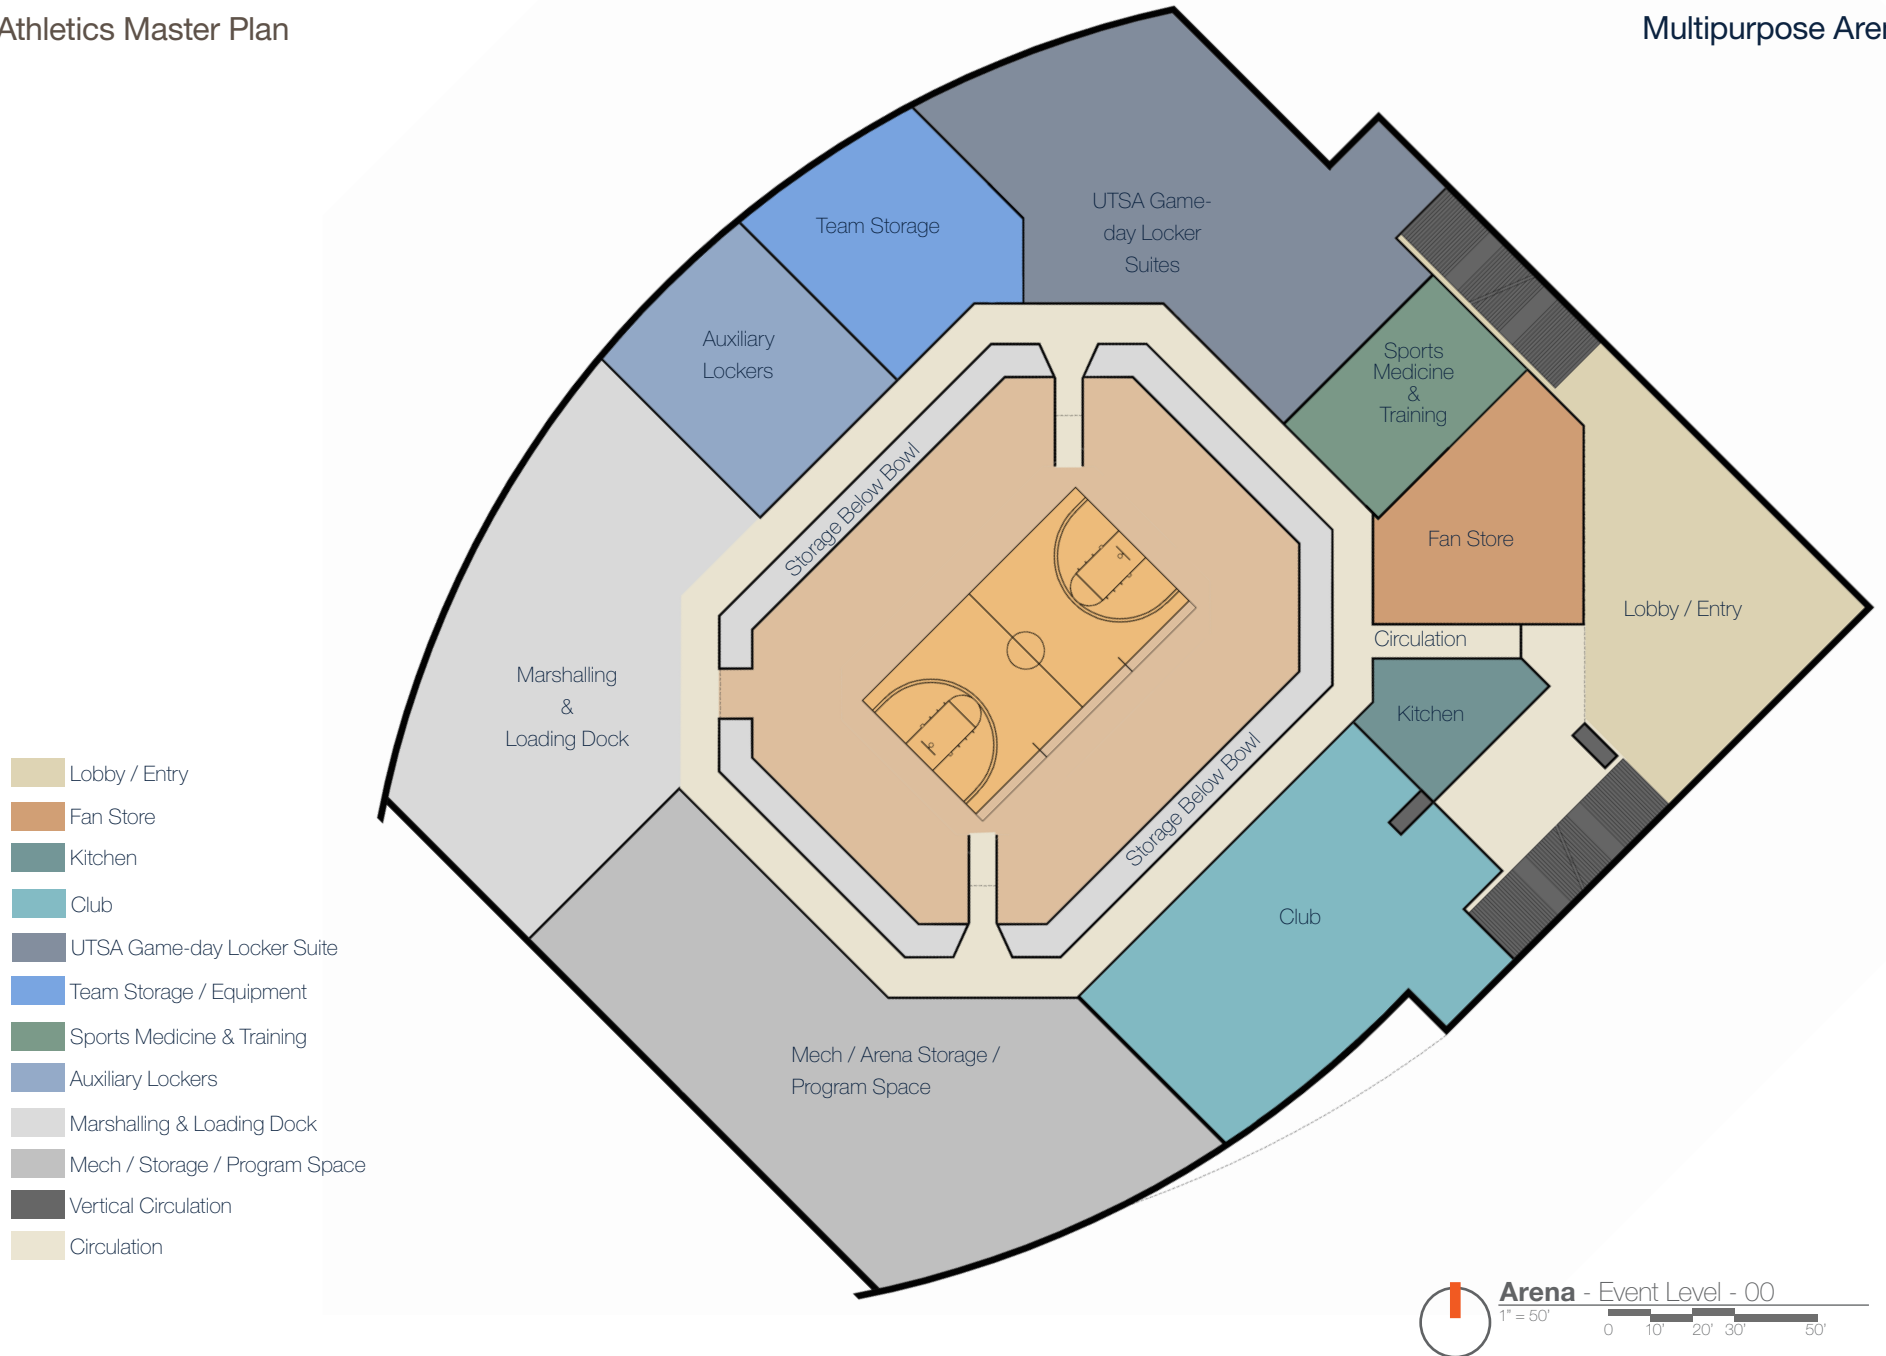 Athletics Master Plan
Multipurpose Aren
UTSA Game-
day Locker
Suites
Team Storage
Auxiliary
Lockers
Sports
Medicine
&
Training
Storage Below Bowl
Fan Store
Lobby / Entry
Circulation
Marshalling
&
Loading Dock
Kitchen
Storage Below Bowl
Club
Mech / Arena Storage /
Program Space
Lobby / Entry
Fan Store
Kitchen
Club
UTSA Game-day Locker Suite
Team Storage / Equipment
Sports Medicine & Training
Auxiliary Lockers
Marshalling & Loading Dock
Mech / Storage / Program Space
Vertical Circulation
Circulation
Arena - Event Level - 00
1" = 50'
0 10' 20' 30' 50'